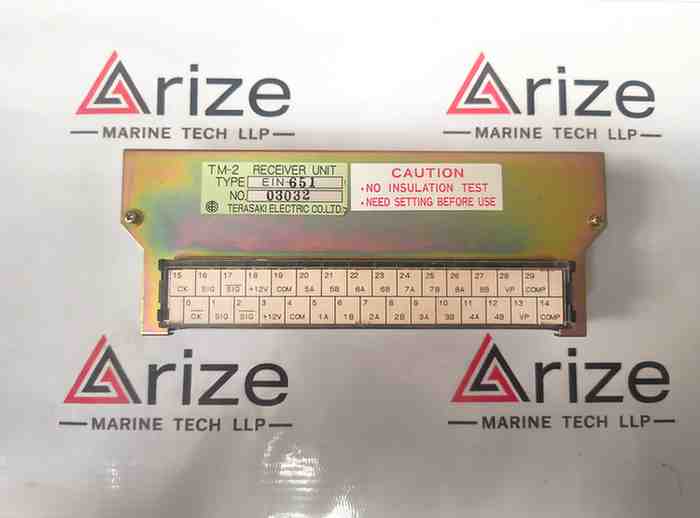 Arize
MARINE TECH LLP
Arize
MARINE TECH LLP
TM-2 RECEIVER UNIT
TYPE EIN-651
NO. 03032
TERASAKI ELECTRIC CO.,LTD.
CAUTION
• NO INSULATION TEST
• NEED SETTING BEFORE USE
15 16 17 18 19 20 21 22 23 24 25 26 27 28 29
CK SIG SIG +12V COM 5A 5B 6A 6B 7A 7B 8A 8B VP COMP
0 1 2 3 4 5 6 7 8 9 10 11 12 13 14
CK SIG SIG +12V COM 1A 1B 2A 2B 3A 3B 4A 4B VP COMP
Arize
MARINE TECH LLP
Arize
MARINE TECH LLP